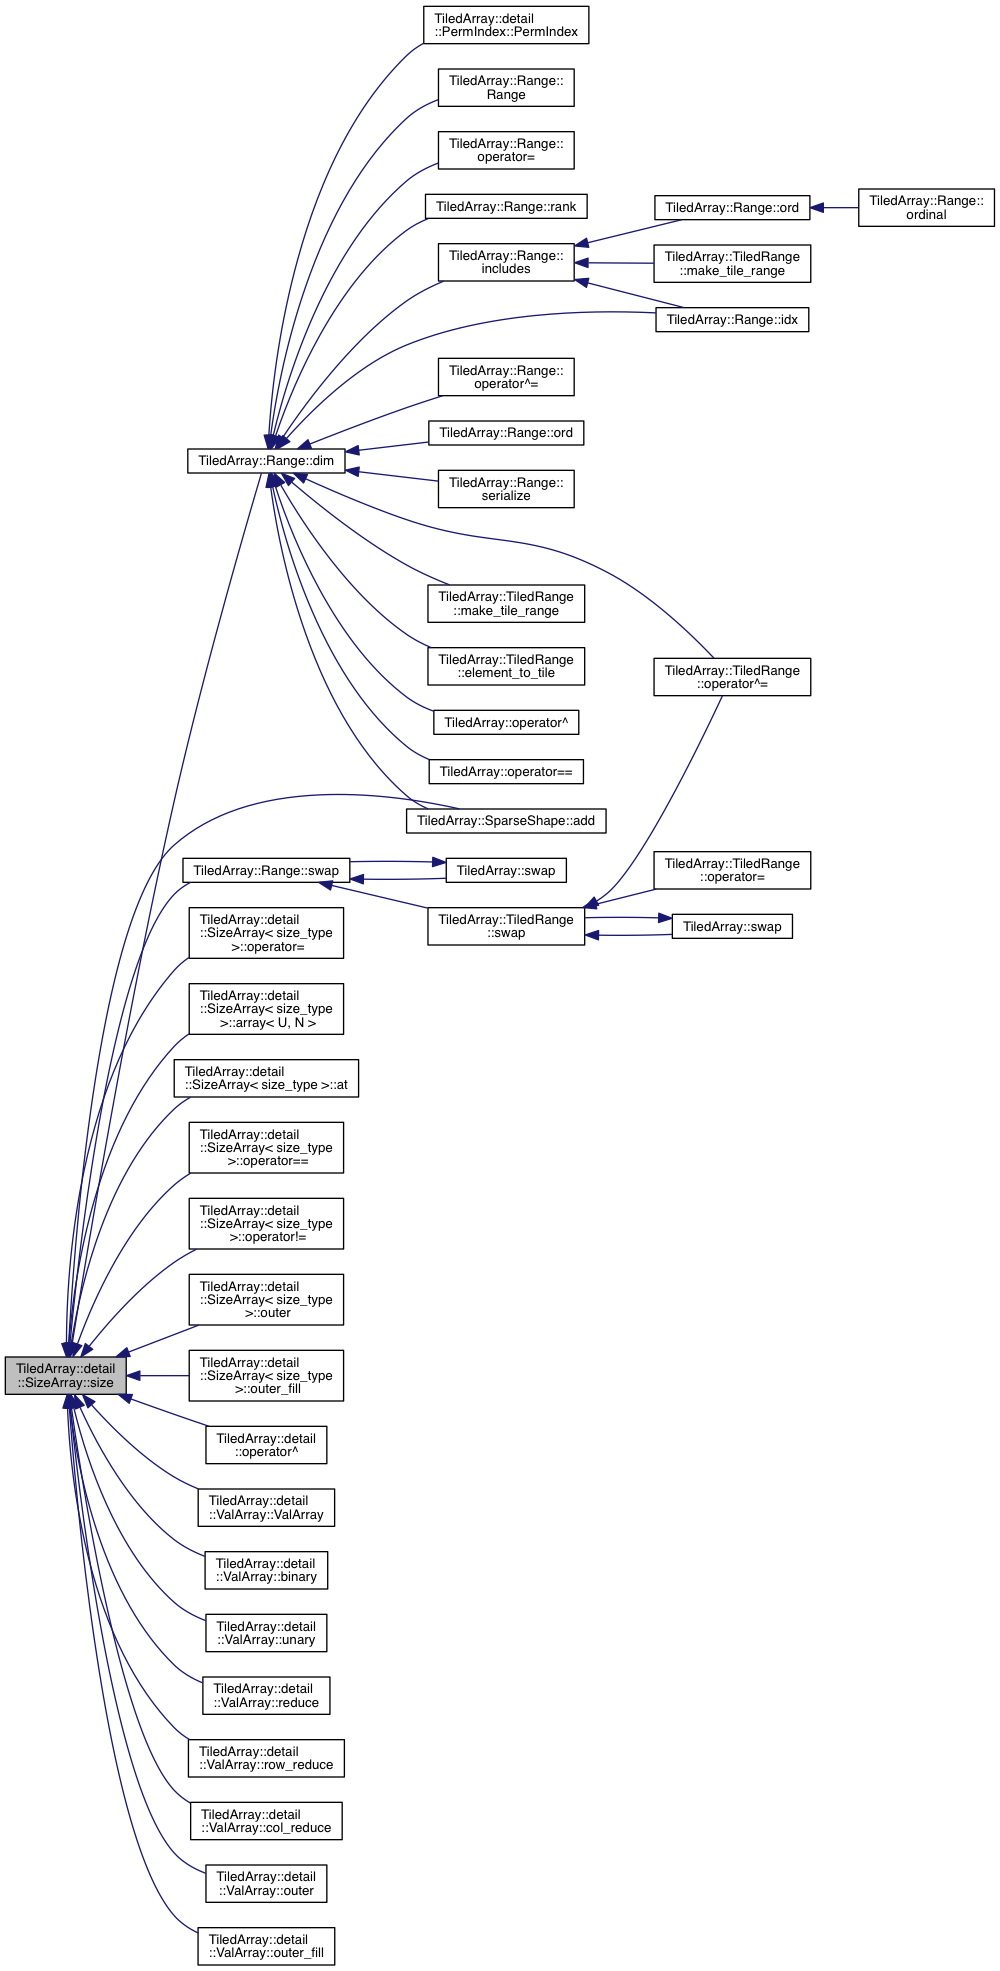 TiledArray::detail
::PermIndex::PermIndex
TiledArray::Range::
Range
TiledArray::Range::
operator=
TiledArray::Range::rank
TiledArray::Range::
includes
TiledArray::Range::ord
TiledArray::Range::
ordinal
TiledArray::TiledRange
::make_tile_range
TiledArray::Range::idx
TiledArray::Range::
operator^=
TiledArray::Range::ord
TiledArray::Range::dim
TiledArray::Range::
serialize
TiledArray::TiledRange
::make_tile_range
TiledArray::TiledRange
::element_to_tile
TiledArray::TiledRange
::operator^=
TiledArray::operator^
TiledArray::operator==
TiledArray::SparseShape::add
TiledArray::Range::swap
TiledArray::swap
TiledArray::TiledRange
::operator=
TiledArray::TiledRange
::swap
TiledArray::swap
TiledArray::detail
::SizeArray< size_type
>::operator=
TiledArray::detail
::SizeArray< size_type
>::array< U, N >
TiledArray::detail
::SizeArray< size_type >::at
TiledArray::detail
::SizeArray< size_type
>::operator==
TiledArray::detail
::SizeArray< size_type
>::operator!=
TiledArray::detail
::SizeArray< size_type
>::outer
TiledArray::detail
::SizeArray::size
TiledArray::detail
::SizeArray< size_type
>::outer_fill
TiledArray::detail
::operator^
TiledArray::detail
::ValArray::ValArray
TiledArray::detail
::ValArray::binary
TiledArray::detail
::ValArray::unary
TiledArray::detail
::ValArray::reduce
TiledArray::detail
::ValArray::row_reduce
TiledArray::detail
::ValArray::col_reduce
TiledArray::detail
::ValArray::outer
TiledArray::detail
::ValArray::outer_fill